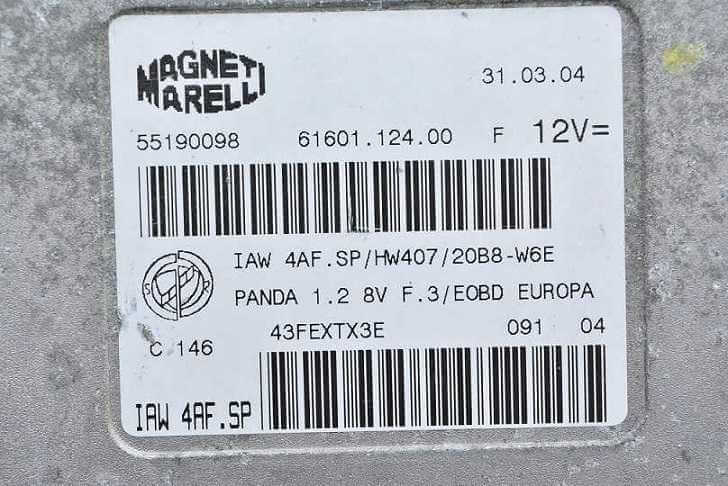 MAGNETI
MARELLI
31.03.04
55190098 61601.124.00 F 12V=
IAW 4AF.SP/HW407/20B8-W6E
S R
PANDA 1.2 8V F.3/EOBD EUROPA
43FEXTX3E 091 04
C 146
IAW 4AF.SP